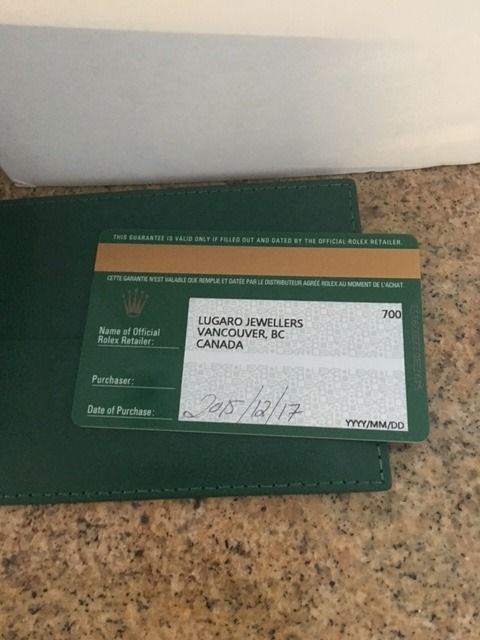 THIS GUARANTEE IS VALID ONLY IF FILLED OUT AND DATED BY THE OFFICIAL ROLEX RETAILER.
CETTE GARANTIE N'EST VALABLE QUE REMPLIE ET DATÉE PAR LE DISTRIBUTEUR AGRÉÉ ROLEX AU MOMENT DE L'ACHAT.
700
Name of Official
Rolex Retailer:
LUGARO JEWELLERS
VANCOUVER, BC
CANADA
Purchaser:
Date of Purchase:
2015/12/17
YYYY/MM/DD